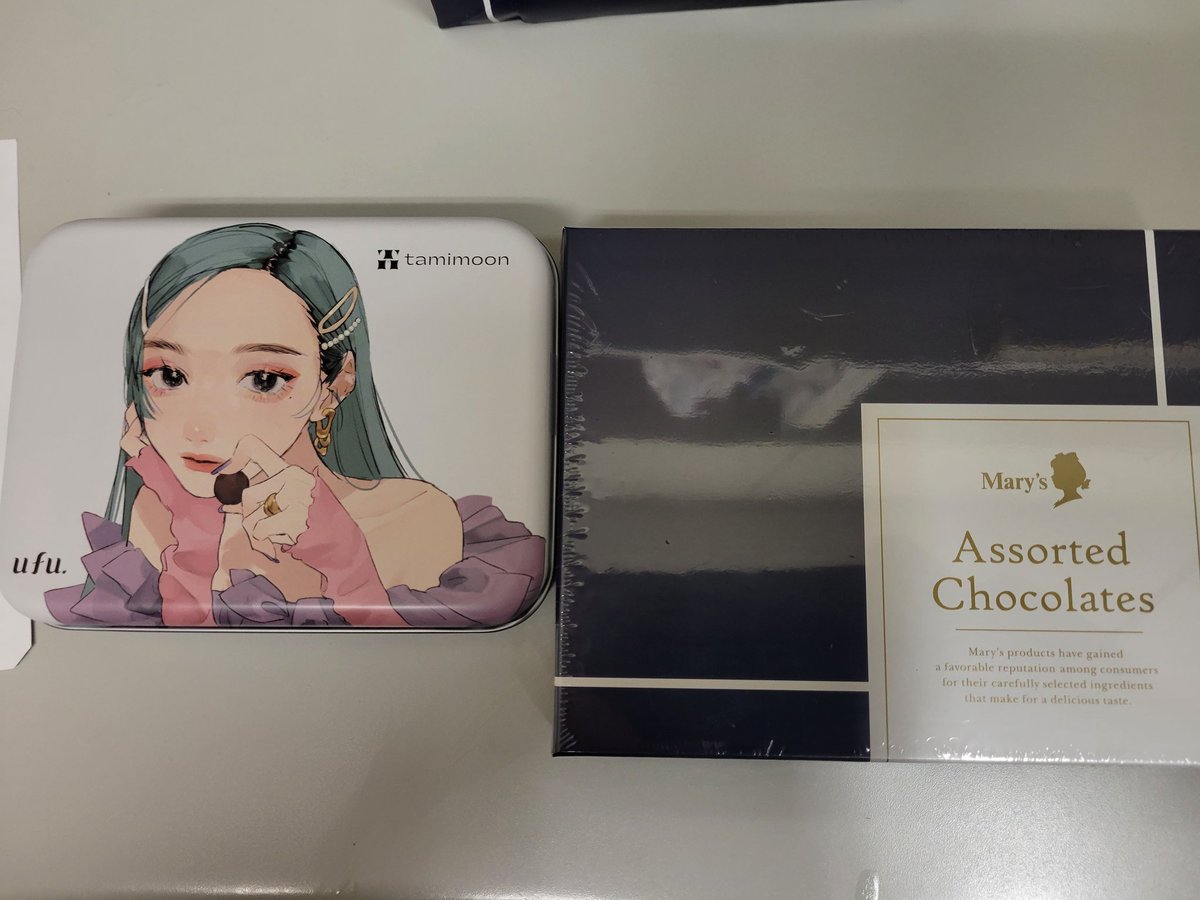 tamimoon
ufu.
Mary's
Assorted
Chocolates
Mary's products have gained
a favorable reputation among consumers
for their carefully selected ingredients
that make for a delicious taste.